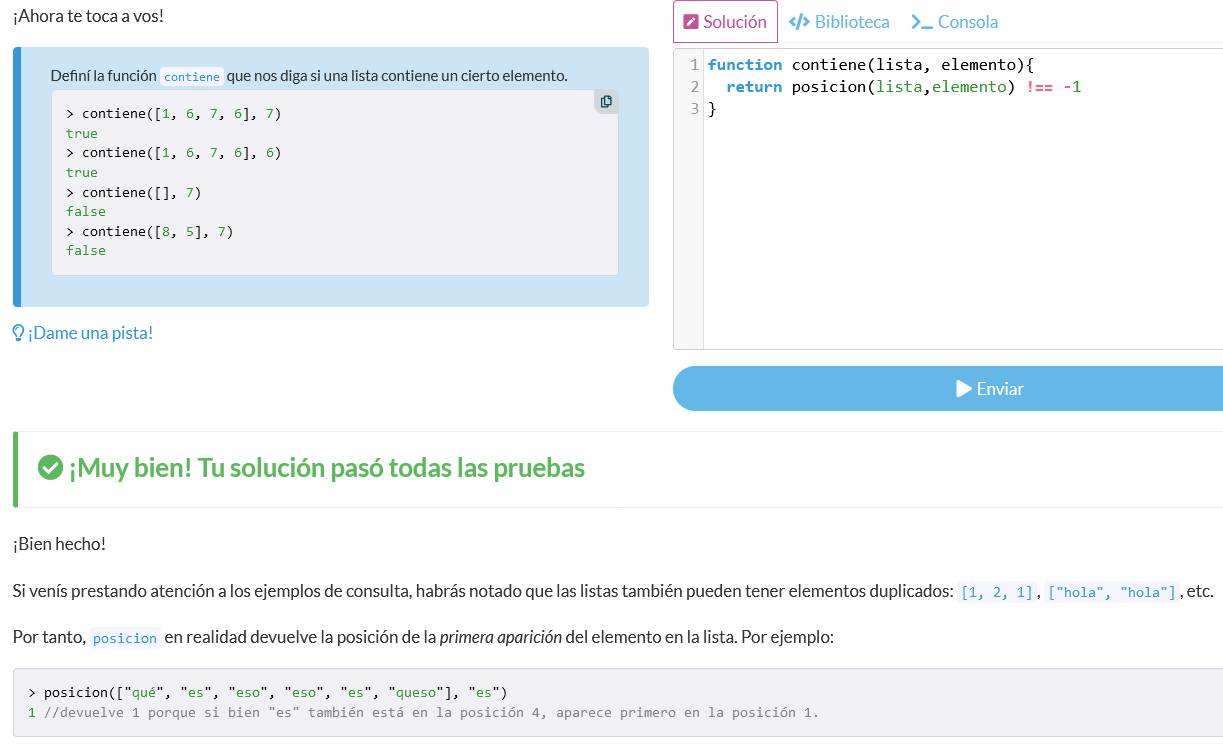 ¡Ahora te toca a vos!
Definí la función contiene que nos diga si una lista contiene un cierto elemento.
> contiene([1, 6, 7, 6], 7)
true
> contiene([1, 6, 7, 6], 6)
true
> contiene([], 7)
false
> contiene([8, 5], 7)
false
¡Dame una pista!
Solución
</> Biblioteca
>_ Consola
1 function contiene(lista, elemento){
2   return posicion(lista,elemento) !== -1
3 }
Enviar
¡Muy bien! Tu solución pasó todas las pruebas
¡Bien hecho!
Si venís prestando atención a los ejemplos de consulta, habrás notado que las listas también pueden tener elementos duplicados: [1, 2, 1], ["hola", "hola"], etc.
Por tanto, posicion en realidad devuelve la posición de la primera aparición del elemento en la lista. Por ejemplo:
> posicion(["qué", "es", "eso", "eso", "es", "queso"], "es")
1 //devuelve 1 porque si bien "es" también está en la posición 4, aparece primero en la posición 1.